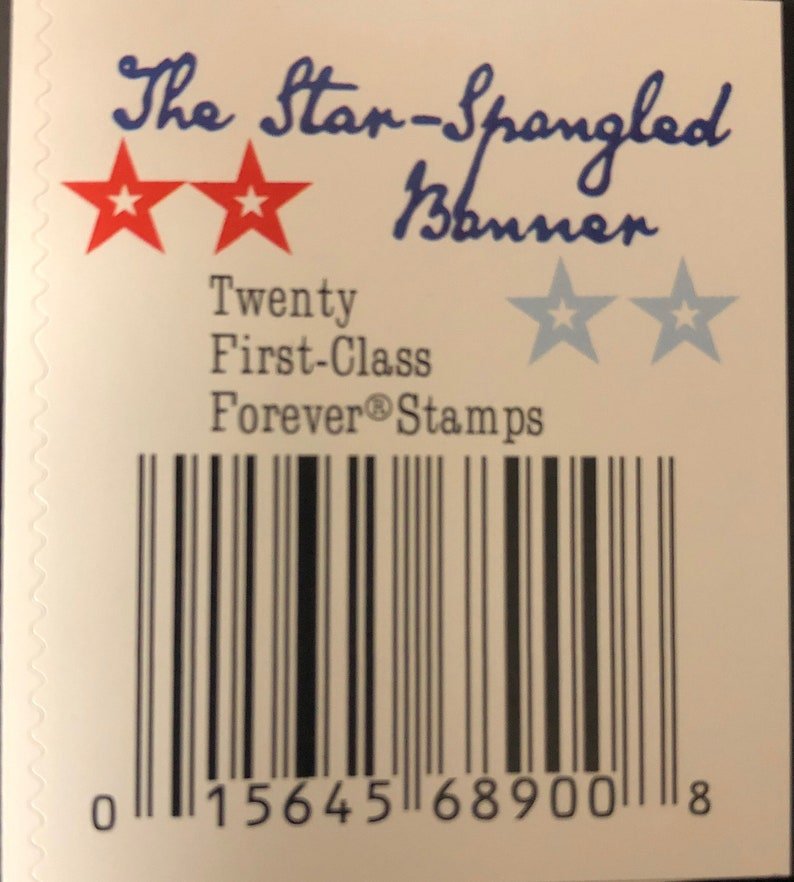 The Star-Spangled
Banner
Twenty
First-Class
Forever® Stamps
0 15645 68900 8